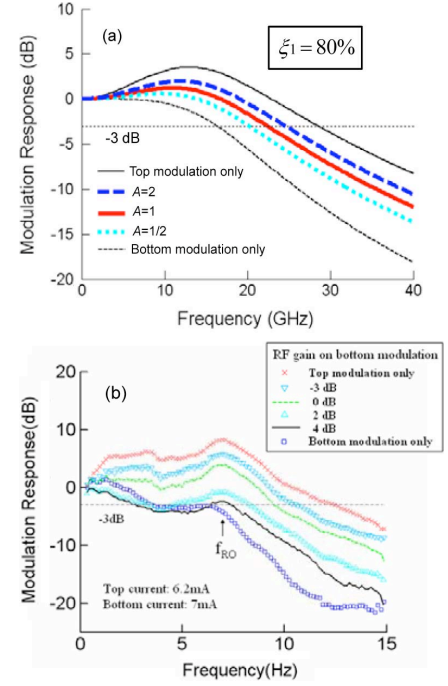 (a)
ξ1 = 80%
Modulation Response (dB)
10
5
0
-5
-10
-15
-20
-3 dB
Top modulation only
A=2
A=1
A=1/2
Bottom modulation only
0 10 20 30 40
Frequency (GHz)
RF gain on bottom modulation
Top modulation only
-3 dB
0 dB
2 dB
4 dB
Bottom modulation only
(b)
Modulation Response(dB)
20
10
0
-10
-20
-3dB
fRO
Top current: 6.2mA
Bottom current: 7mA
0 5 10 15
Frequency(Hz)